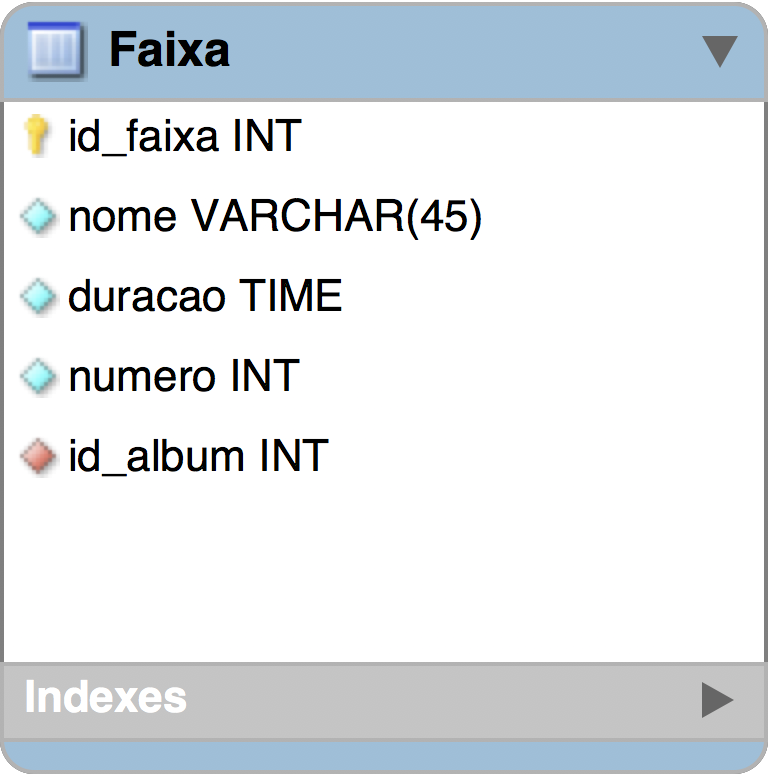 Faixa
id_faixa INT
nome VARCHAR(45)
duracao TIME
numero INT
id_album INT
Indexes